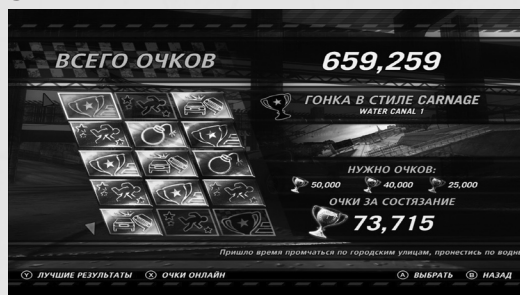 ВСЕГО ОЧКОВ
659,259
ГОНКА В СТИЛЕ CARNAGE
WATER CANAL 1
НУЖНО ОЧКОВ:
50,000 40,000 25,000
ОЧКИ ЗА СОСТЯЗАНИЕ
73,715
Пришло время промчаться по городским улицам, пронестись по
Y ЛУЧШИЕ РЕЗУЛЬТАТЫ X ОЧКИ ОНЛАЙН A ВЫБРАТЬ B НАЗАД